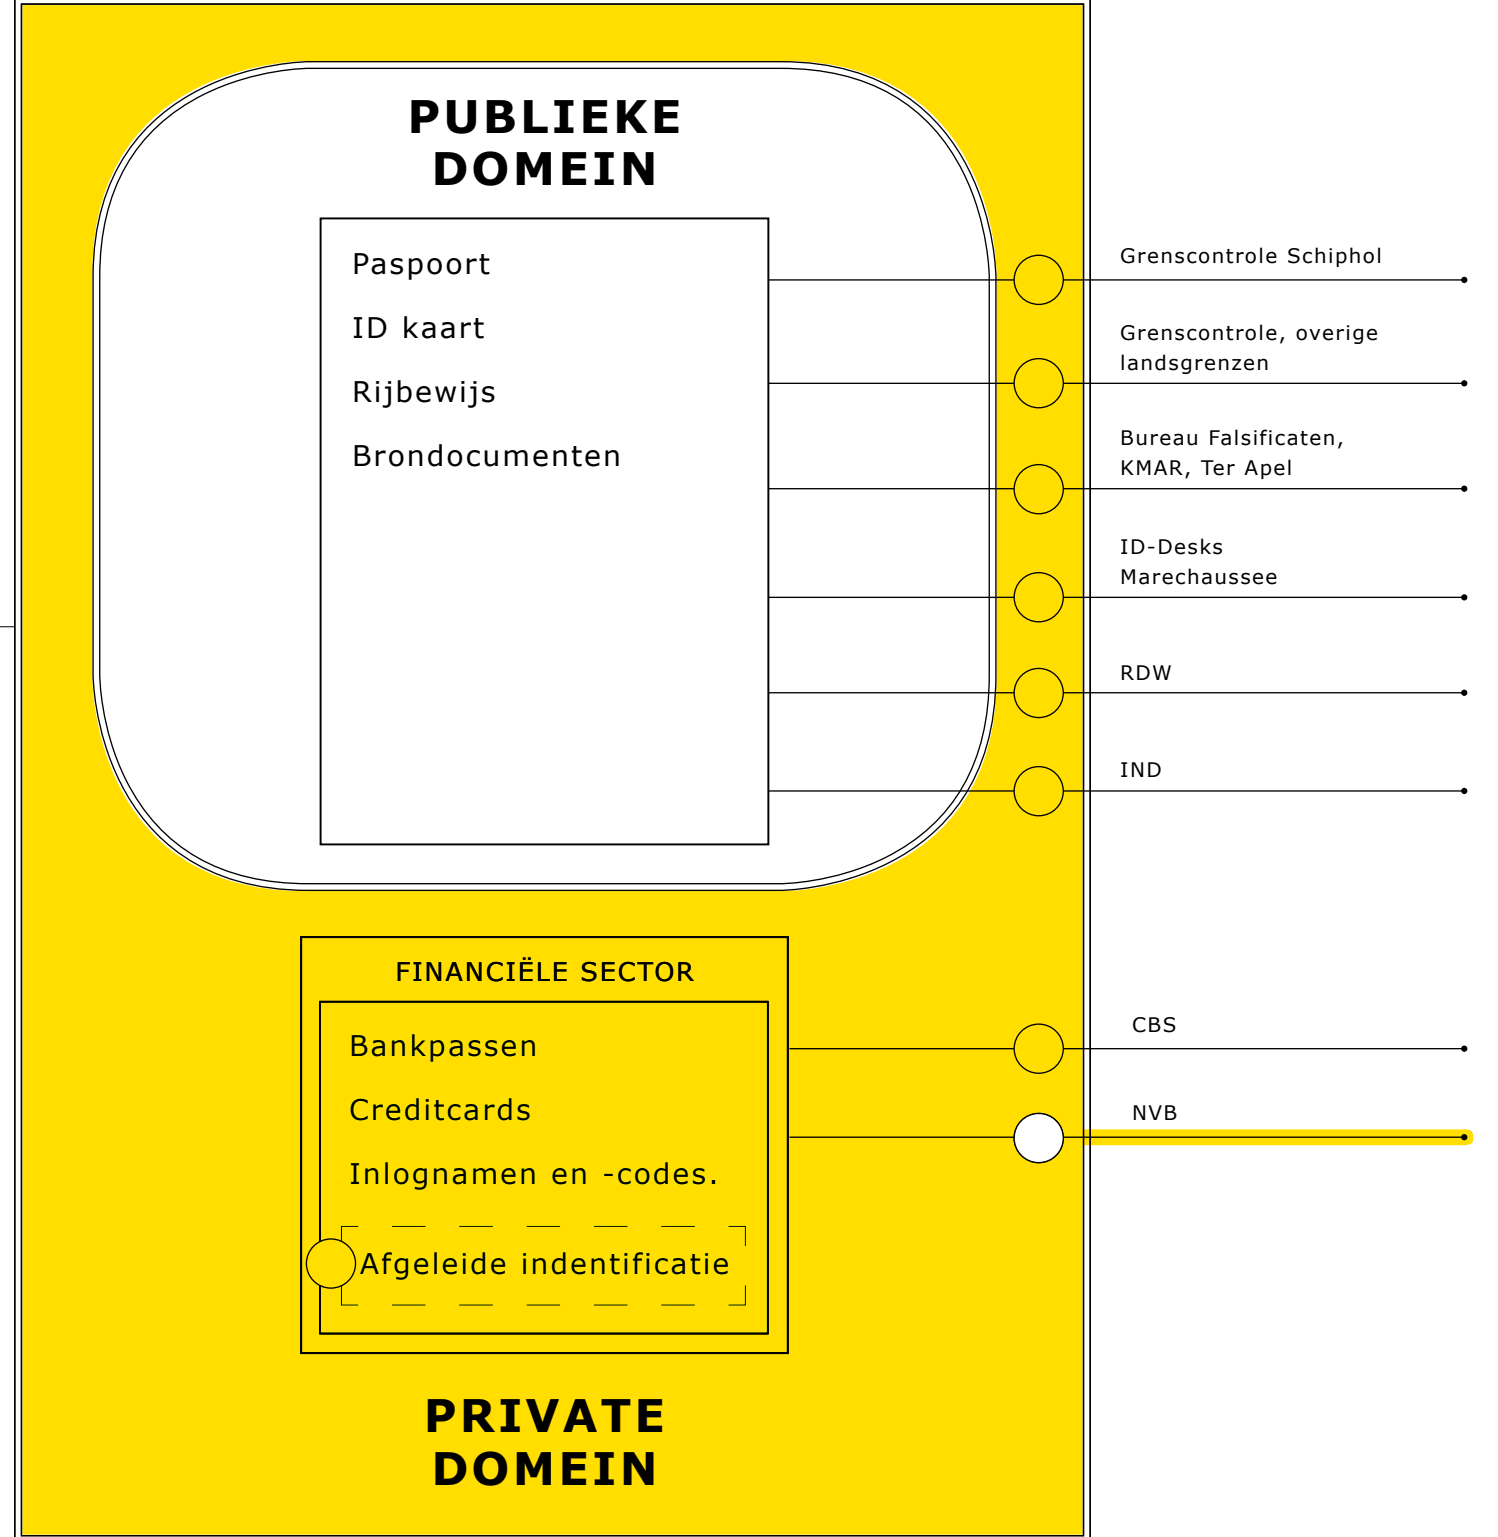 PUBLIEKE
DOMEIN
Paspoort
ID kaart
Rijbewijs
Brondocumenten
Grenscontrole Schiphol
Grenscontrole, overige
landsgrenzen
Bureau Falsificaten,
KMAR, Ter Apel
ID-Desks
Marechaussee
RDW
IND
FINANCIËLE SECTOR
Bankpassen
Creditcards
Inlognamen en -codes.
Afgeleide indentificatie
CBS
NVB
PRIVATE
DOMEIN